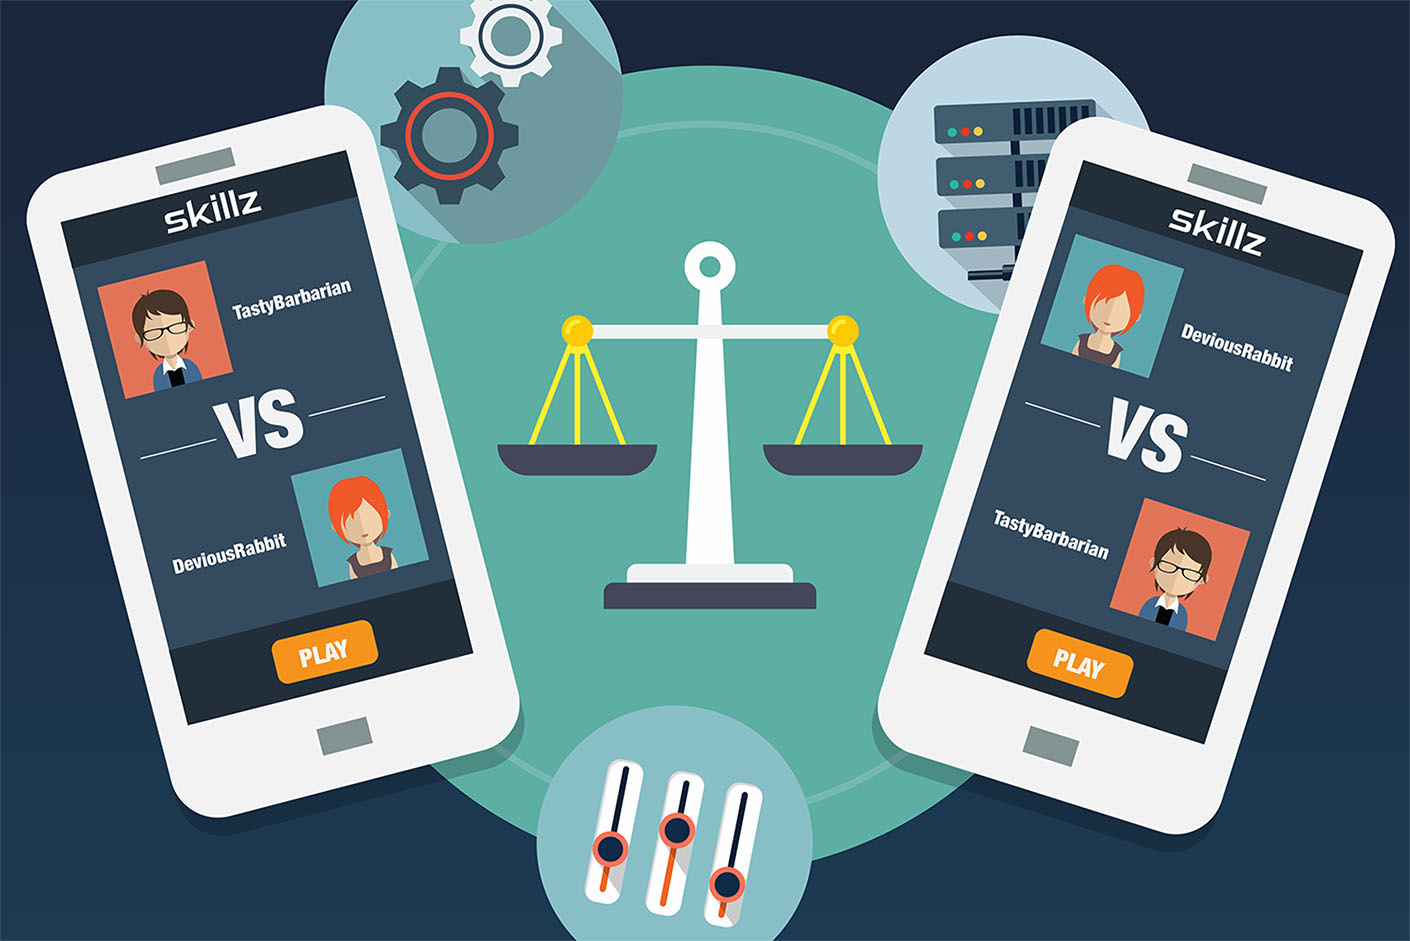 skillz
TastyBarbarian
VS
DeviousRabbit
PLAY
skillz
DeviousRabbit
VS
TastyBarbarian
PLAY